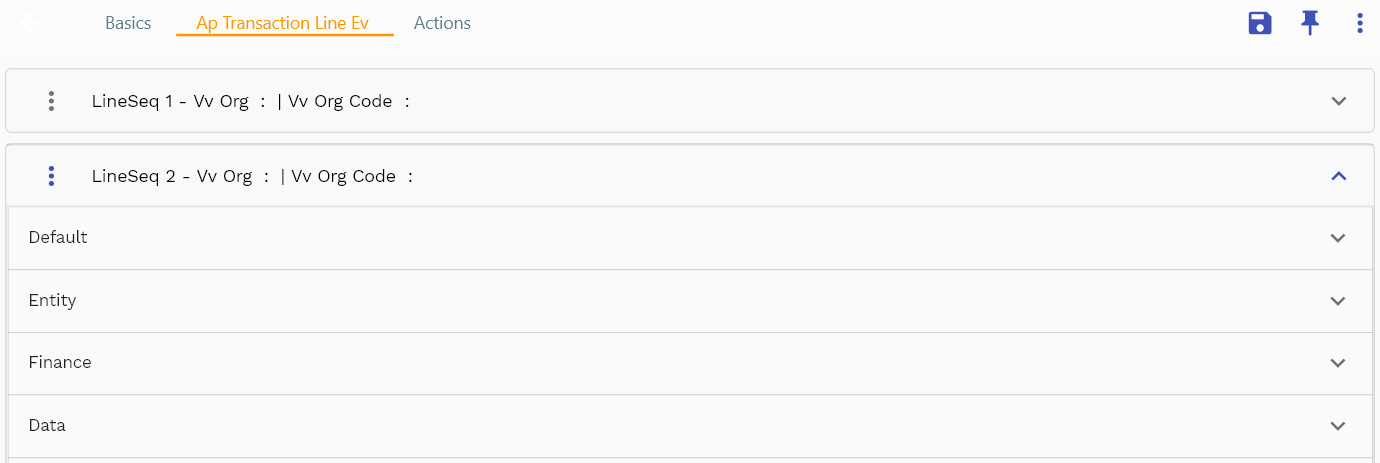 Basics Ap Transaction Line Ev Actions
LineSeq 1 - Vv Org : | Vv Org Code :
LineSeq 2 - Vv Org : | Vv Org Code :
Default
Entity
Finance
Data